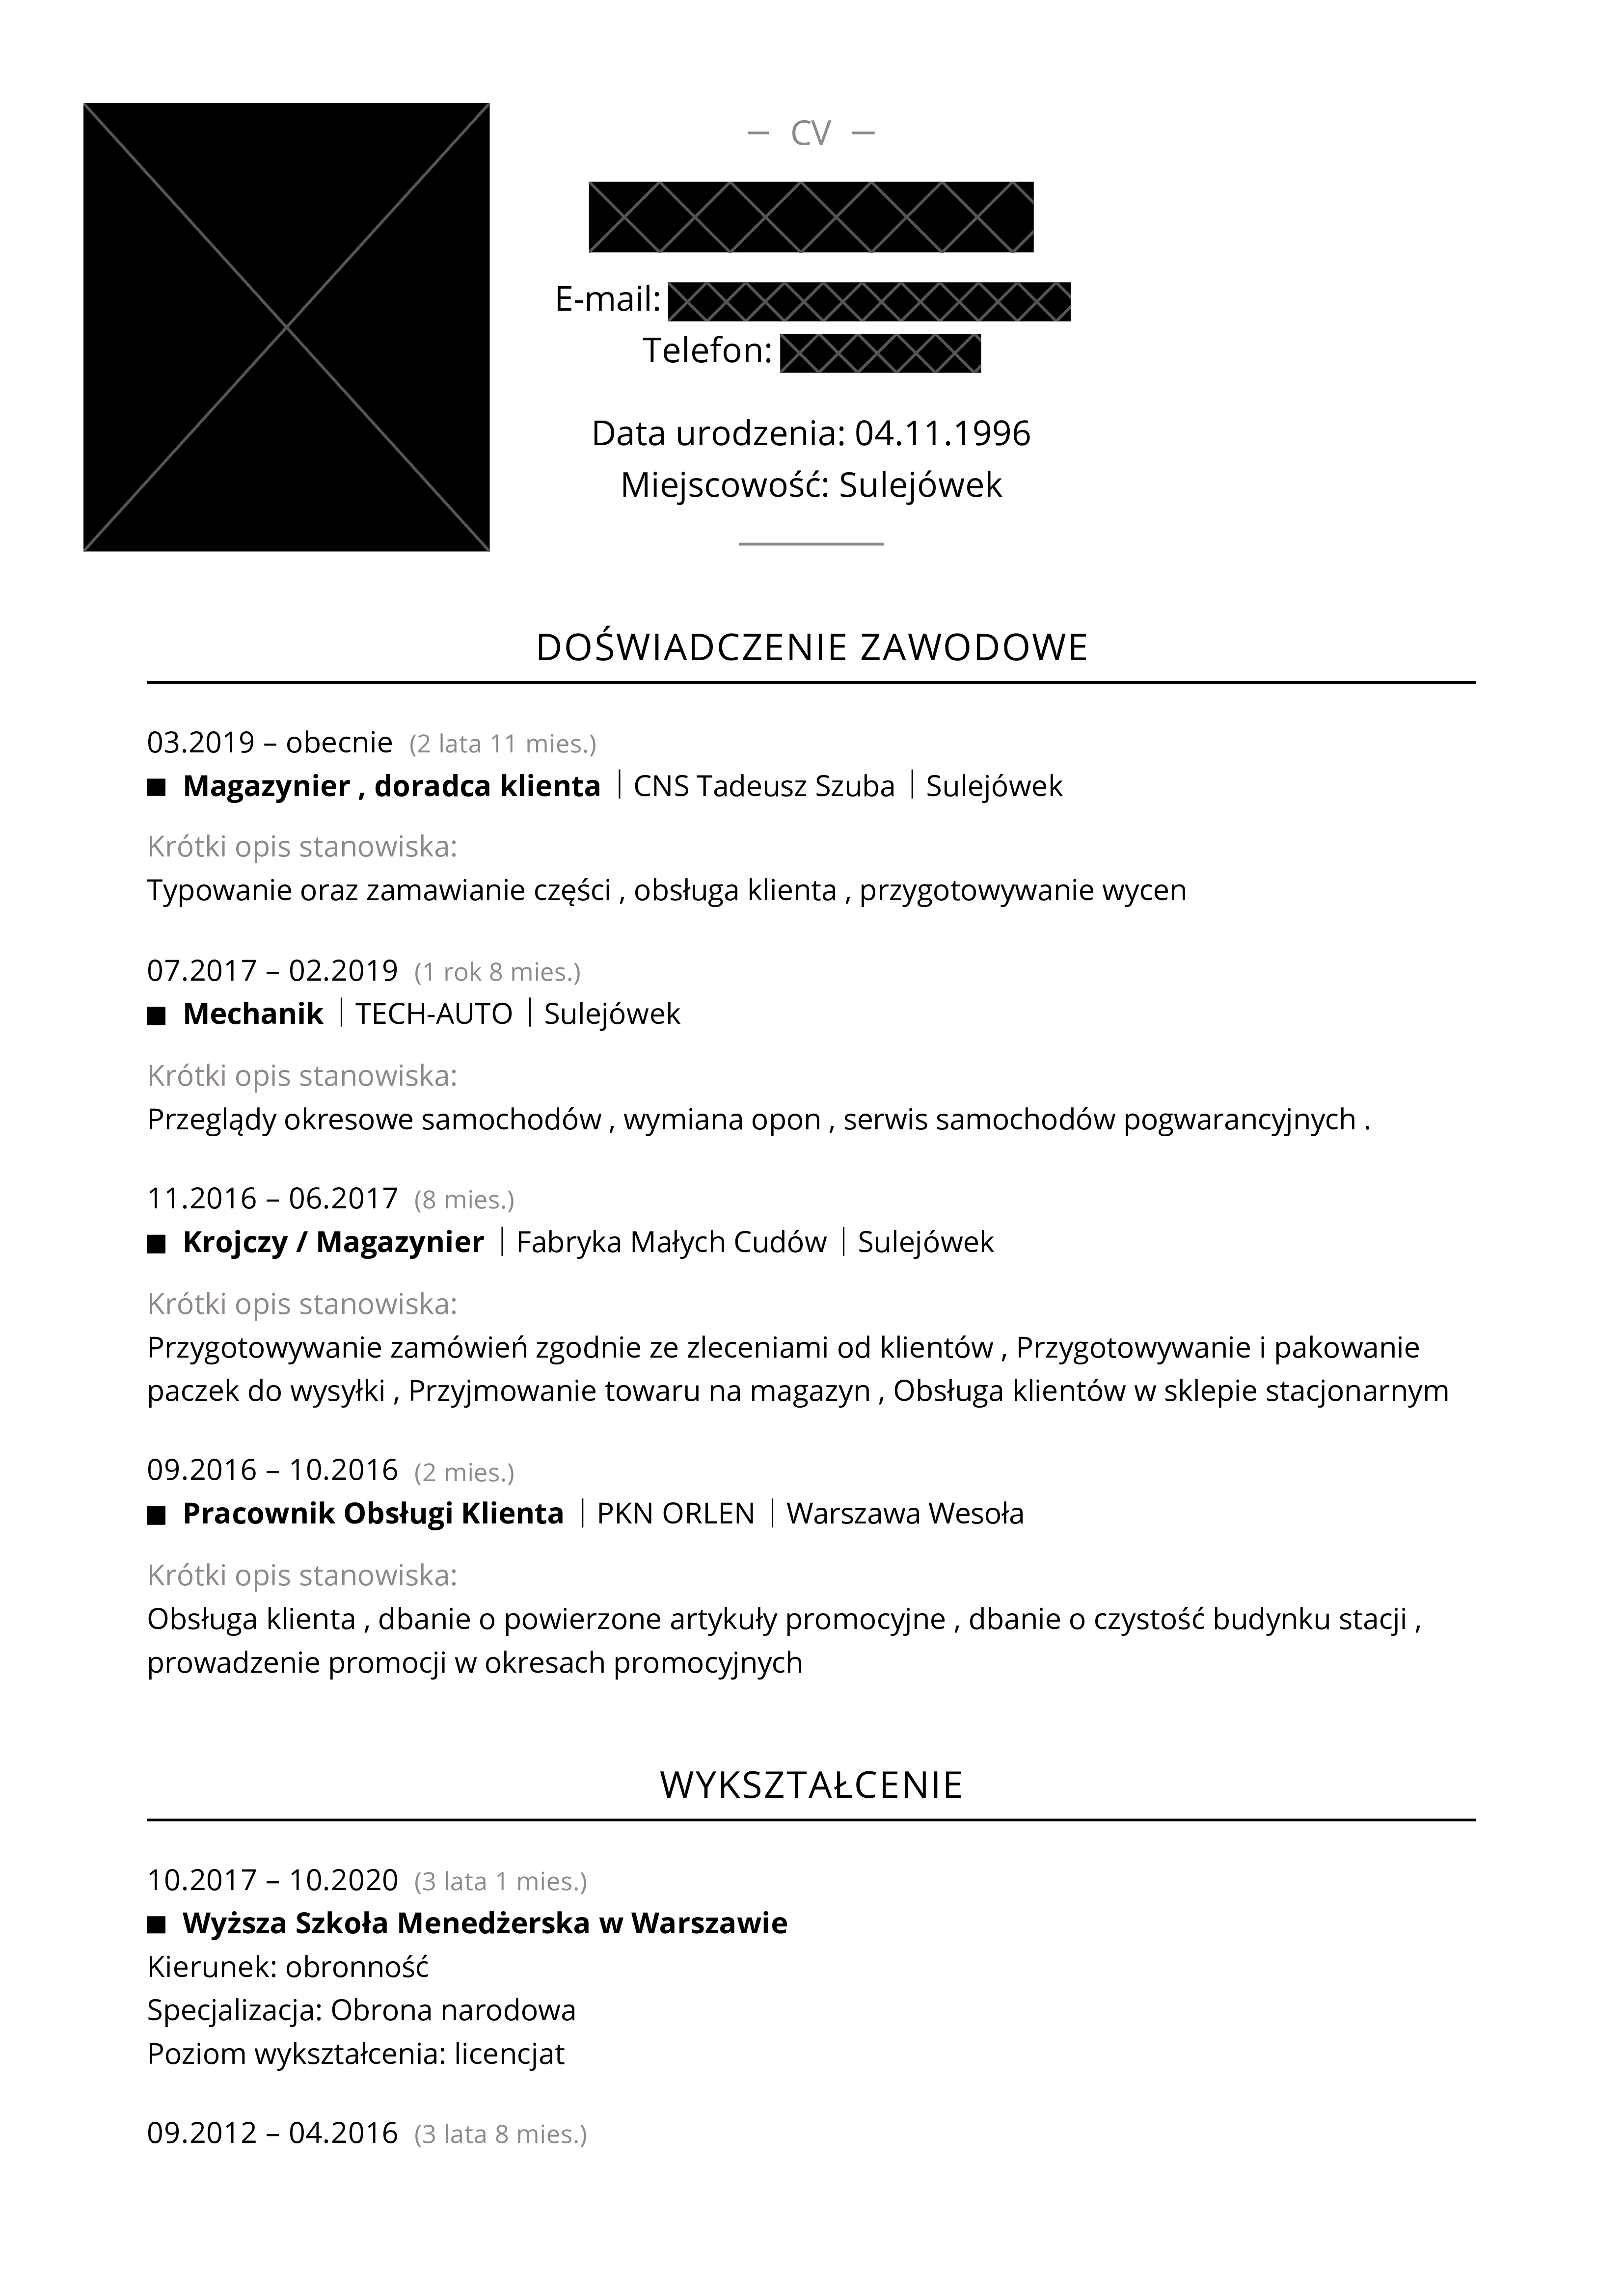 – CV –
E-mail:
Telefon:
Data urodzenia: 04.11.1996
Miejscowość: Sulejówek
DOŚWIADCZENIE ZAWODOWE
03.2019 – obecnie (2 lata 11 mies.)
■ Magazynier , doradca klienta | CNS Tadeusz Szuba | Sulejówek
Krótki opis stanowiska:
Typowanie oraz zamawianie części , obsługa klienta , przygotowywanie wycen
07.2017 – 02.2019 (1 rok 8 mies.)
■ Mechanik | TECH-AUTO | Sulejówek
Krótki opis stanowiska:
Przeglądy okresowe samochodów , wymiana opon , serwis samochodów pogwarancyjnych .
11.2016 – 06.2017 (8 mies.)
■ Krojczy / Magazynier | Fabryka Małych Cudów | Sulejówek
Krótki opis stanowiska:
Przygotowywanie zamówień zgodnie ze zleceniami od klientów , Przygotowywanie i pakowanie
paczek do wysyłki , Przyjmowanie towaru na magazyn , Obsługa klientów w sklepie stacjonarnym
09.2016 – 10.2016 (2 mies.)
■ Pracownik Obsługi Klienta | PKN ORLEN | Warszawa Wesoła
Krótki opis stanowiska:
Obsługa klienta , dbanie o powierzone artykuły promocyjne , dbanie o czystość budynku stacji ,
prowadzenie promocji w okresach promocyjnych
WYKSZTAŁCENIE
10.2017 – 10.2020 (3 lata 1 mies.)
■ Wyższa Szkoła Menedżerska w Warszawie
Kierunek: obronność
Specjalizacja: Obrona narodowa
Poziom wykształcenia: licencjat
09.2012 – 04.2016 (3 lata 8 mies.)